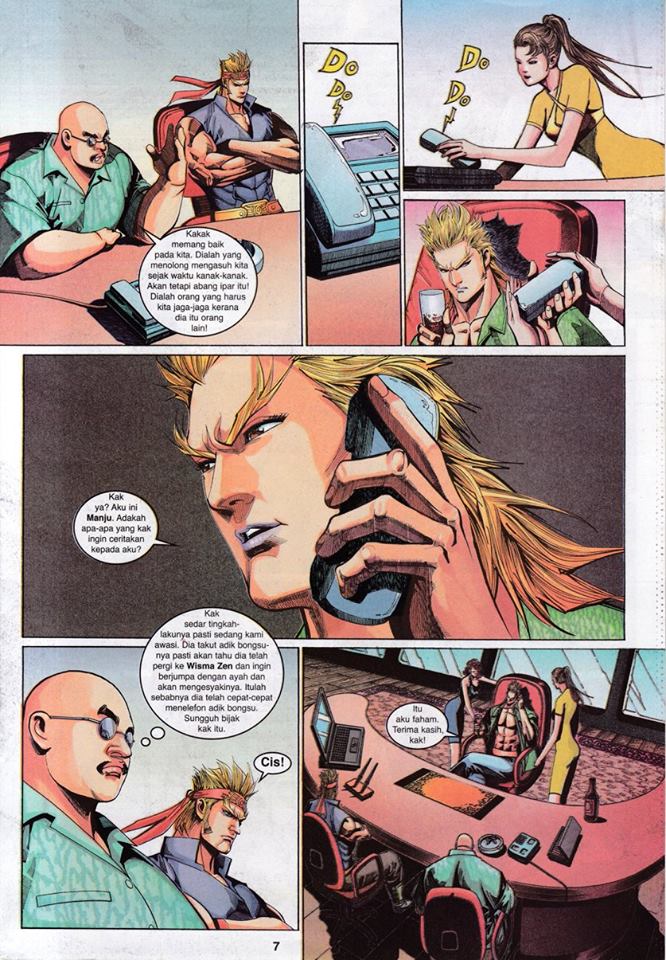 Kakak
memang baik
pada kita. Dialah yang
menolong mengasuh kita
sejak waktu kanak-kanak.
Akan tetapi abang ipar itu!
Dialah orang yang harus
kita jaga-jaga kerana
dia itu orang
lain!
Do
Do
Do
Do
Kak
ya? Aku ini
Manju. Adakah
apa-apa yang kak
ingin ceritakan
kepada aku?
Kak
sedar tingkah-
lakunya pasti sedang kami
awasi. Dia takut adik bongsu-
nya pasti akan tahu dia telah
pergi ke Wisma Zen dan ingin
berjumpa dengan ayah dan
akan mengesyakinya. Itulah
sebabnya dia telah cepat-cepat
menelefon adik bongsu.
Sungguh bijak
kak itu.
Cis!
Itu
aku faham.
Terima kasih,
kak!
7